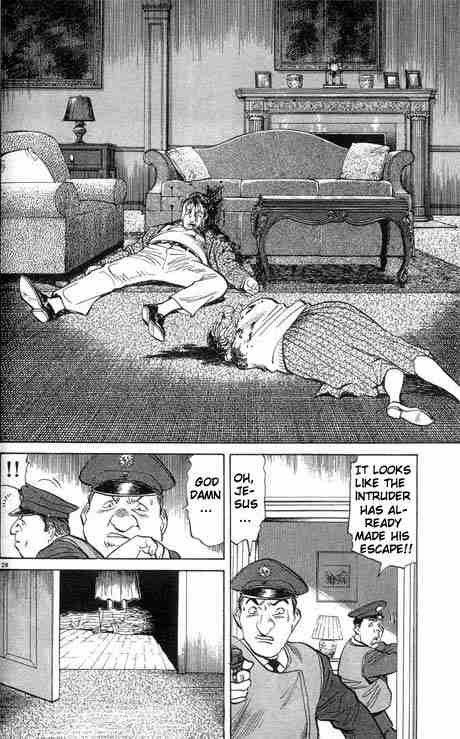 IT LOOKS
LIKE THE
INTRUDER
HAS AL-
READY
MADE HIS
ESCAPE!!
OH,
JE-
SUS
...
GOD
DAMN
...
!!
28